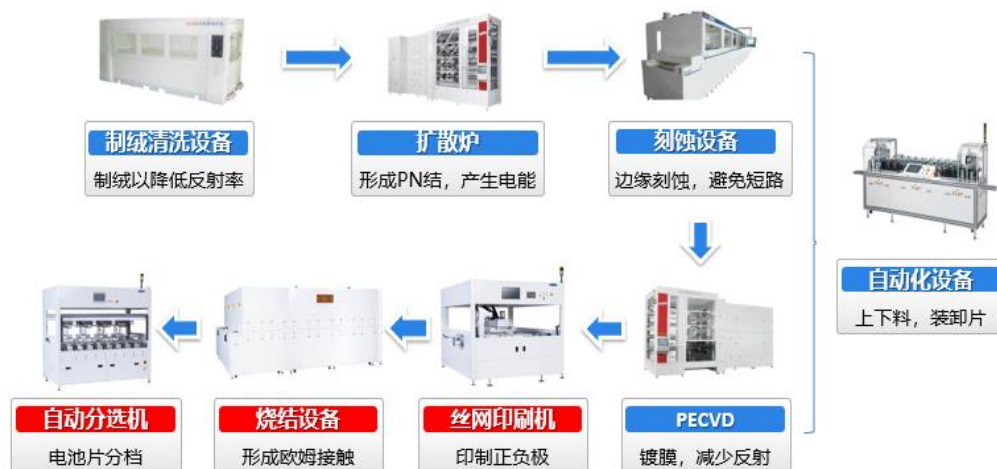 制绒清洗设备
制绒以降低反射率
扩散炉
形成PN结，产生电能
刻蚀设备
边缘刻蚀，避免短路
自动化设备
上下料，装卸片
自动分选机
电池片分档
烧结设备
形成欧姆接触
丝网印刷机
印制正负极
PECVD
镀膜，减少反射